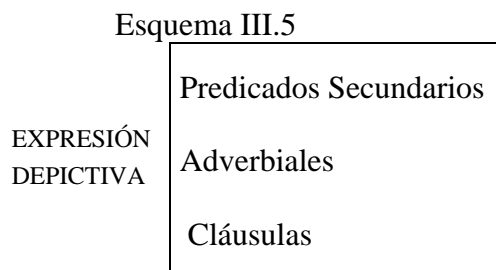 Esquema III.5
Predicados Secundarios
EXPRESIÓN
DEPICTIVA
Adverbiales
Cláusulas